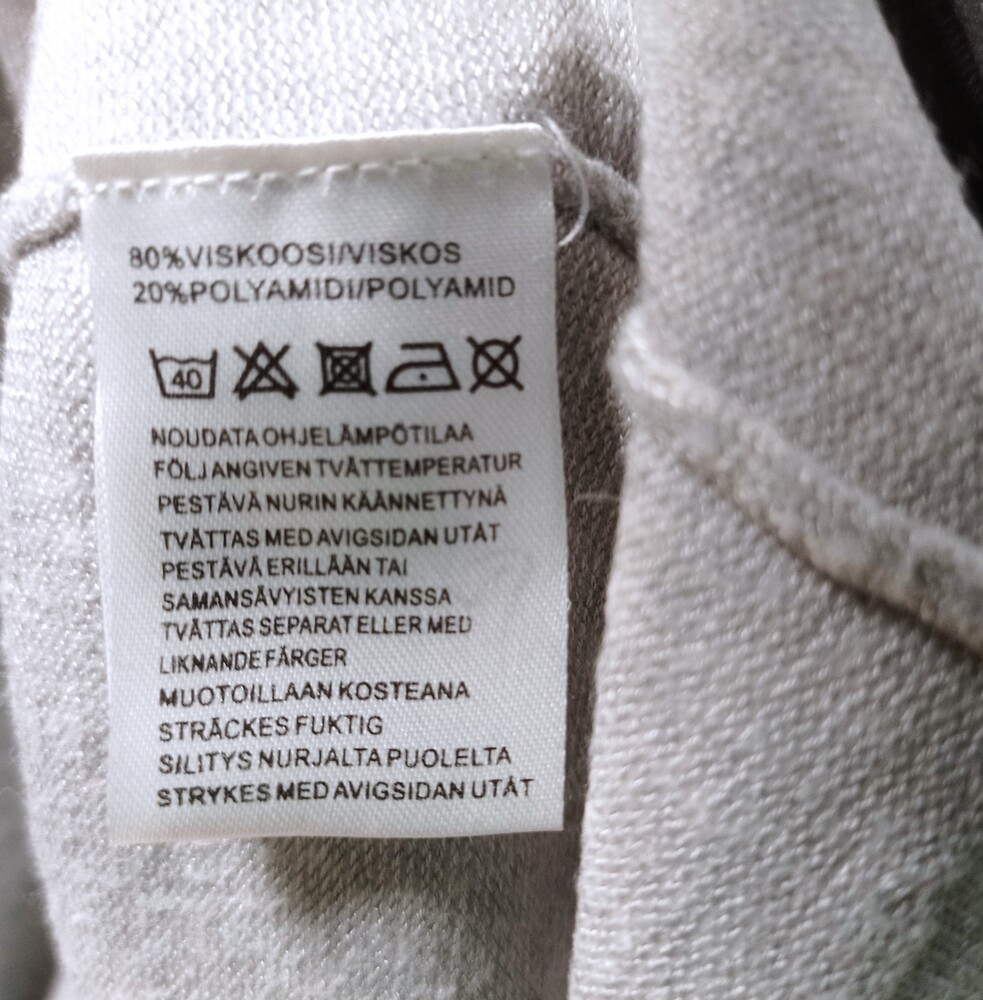 80%VISKOOSI/VISKOS
20%POLYAMIDI/POLYAMID
40
NOUDATA OHJELÄMPÖTILAA
FÖLJ ANGIVEN TVÄTTEMPERATUR
PESTÄVÄ NURIN KÄÄNNETTYNÄ
TVÄTTAS MED AVIGSIDAN UTÅT
PESTÄVÄ ERILLÄÄN TAI
SAMANSÄVYISTEN KANSSA
TVÄTTAS SEPARAT ELLER MED
LIKNANDE FÄRGER
MUOTOILLAAN KOSTEANA
STRÄCKES FUKTIG
SILITYS NURJALTA PUOLELTA
STRYKES MED AVIGSIDAN UTÅT